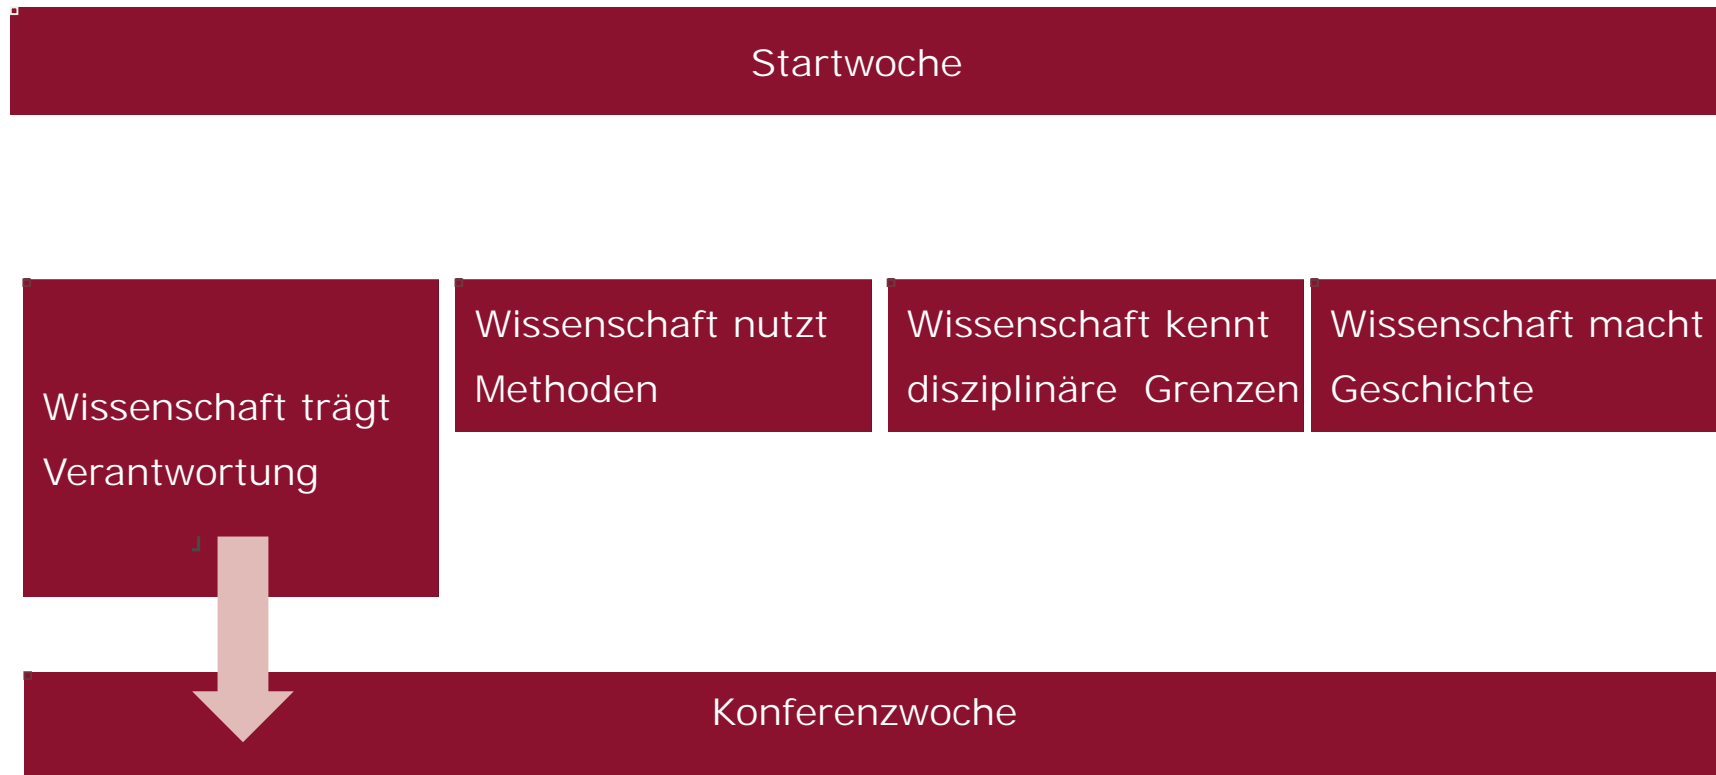 Startwoche
Wissenschaft trägt
Verantwortung
Wissenschaft nutzt
Methoden
Wissenschaft kennt
disziplinäre Grenzen
Wissenschaft macht
Geschichte
Konferenzwoche